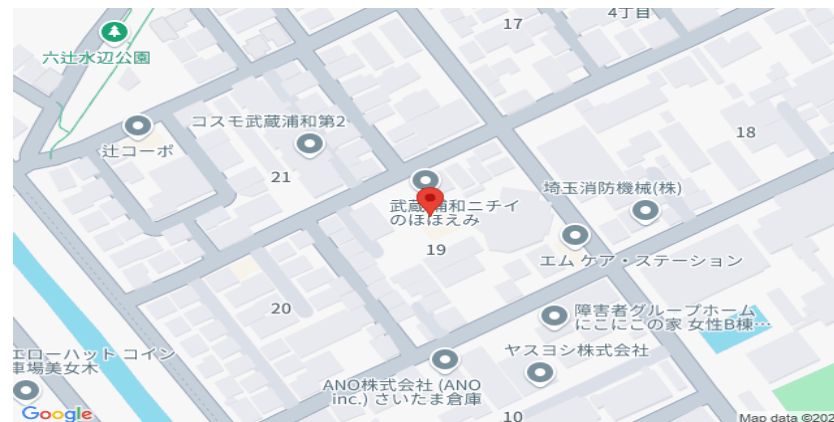 17
4丁目
六辻水辺公園
コスモ武蔵浦和第2
辻コーポ
18
21
埼玉消防機械(株)
武蔵浦和ニチイ
のほほえみ
19
エム ケア・ステーション
20
障害者グループホーム
にこにこの家 女性B棟…
エローハット コイン
車場美女木
ヤスヨシ株式会社
ANO株式会社 (ANO
inc.) さいたま倉庫
10
Google
Map data ©202